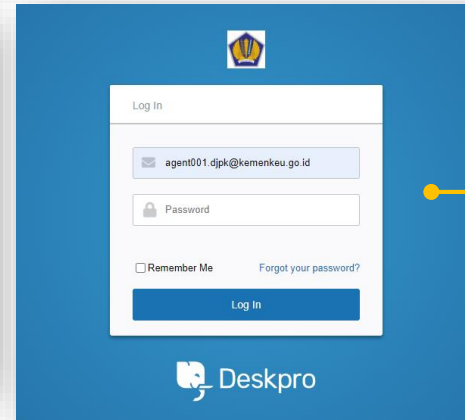 Log In
agent001.djpk@kemenkeu.go.id
Password
Remember Me Forgot your password?
Log In
Deskpro